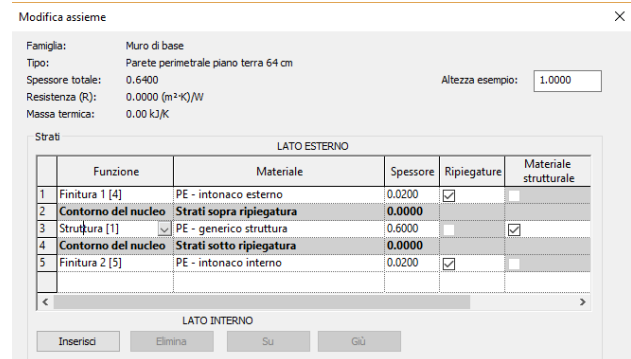 Modifica assieme
Famiglia: Muro di base
Tipo: Parete perimetrale piano terra 64 cm
Spessore totale: 0.6400 Altezza esempio: 1.0000
Resistenza (R): 0.0000 (m²·K)/W
Massa termica: 0.00 kJ/K
Strati
LATO ESTERNO
Funzione Materiale Spessore Ripiegature Materiale strutturale
1 Finitura 1 [4] PE - intonaco esterno 0.0200
2 Contorno del nucleo Strati sopra ripiegatura 0.0000
3 Struttura [1] PE - generico struttura 0.6000
4 Contorno del nucleo Strati sotto ripiegatura 0.0000
5 Finitura 2 [5] PE - intonaco interno 0.0200
LATO INTERNO
Inserisci Elimina Su Giù